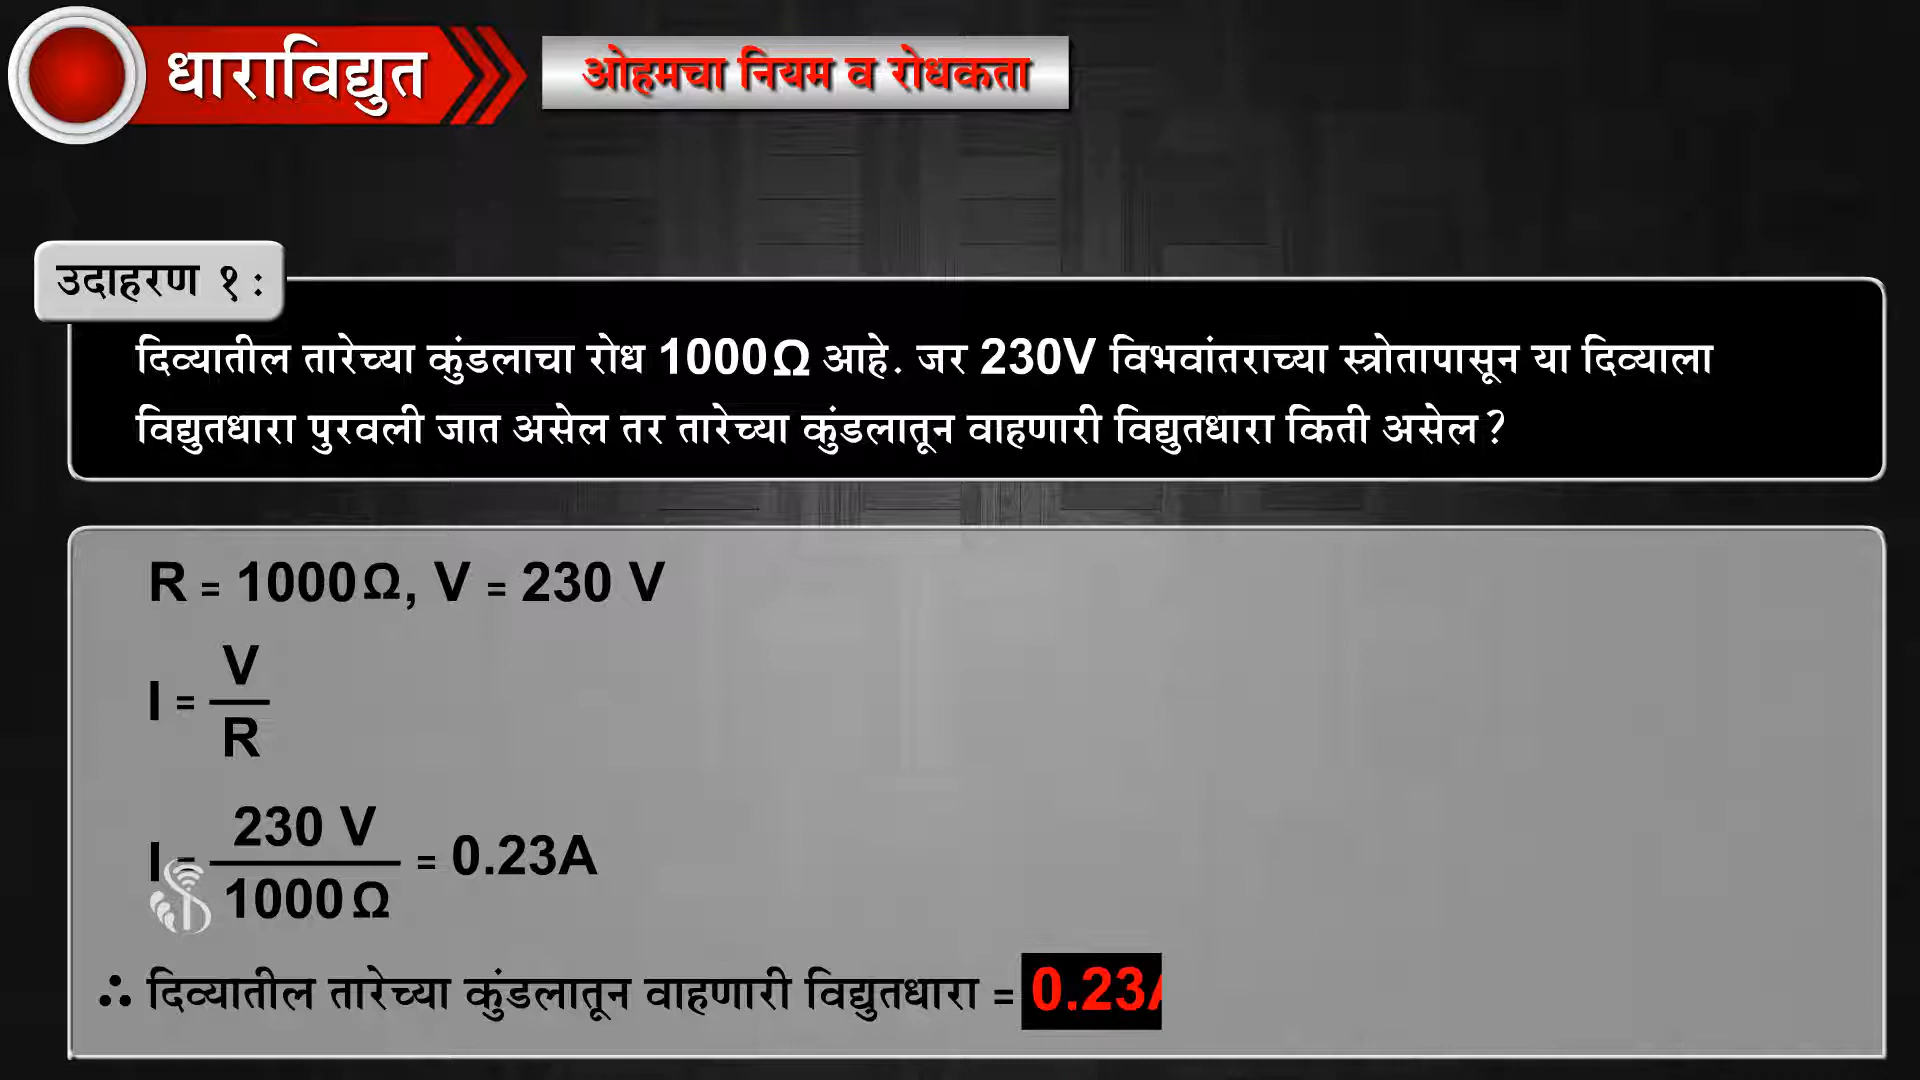 धाराविद्युत
ओहमचा नियम व रोधकता
उदाहरण १ :
दिव्यातील तारेच्या कुंडलाचा रोध 1000Ω आहे. जर 230V विभवांतराच्या स्त्रोतापासून या दिव्याला
विद्युतधारा पुरवली जात असेल तर तारेच्या कुंडलातून वाहणारी विद्युतधारा किती असेल?
R = 1000Ω, V = 230 V
I = V
R
I = 230 V = 0.23A
1000Ω
∴ दिव्यातील तारेच्या कुंडलातून वाहणारी विद्युतधारा = 0.23A